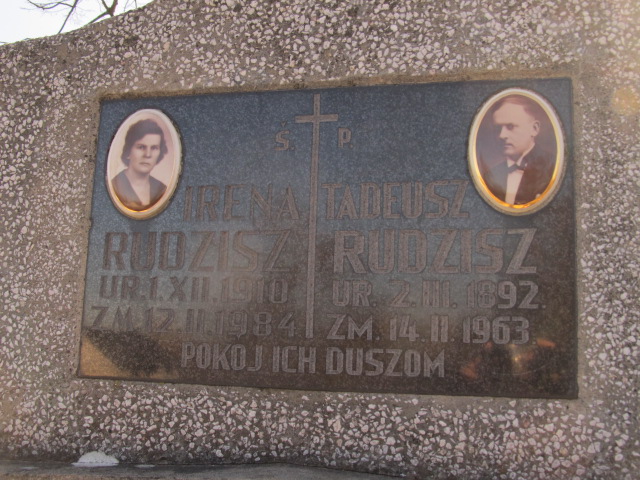 Ś. P
IRENA TADEUSZ
RUDZISZ RUDZISZ
UR. 1. XII. 1910 UR. 2. III. 1892.
ZM. 12. II. 1984 ZM. 14. II. 1963.
POKÓJ ICH DUSZOM